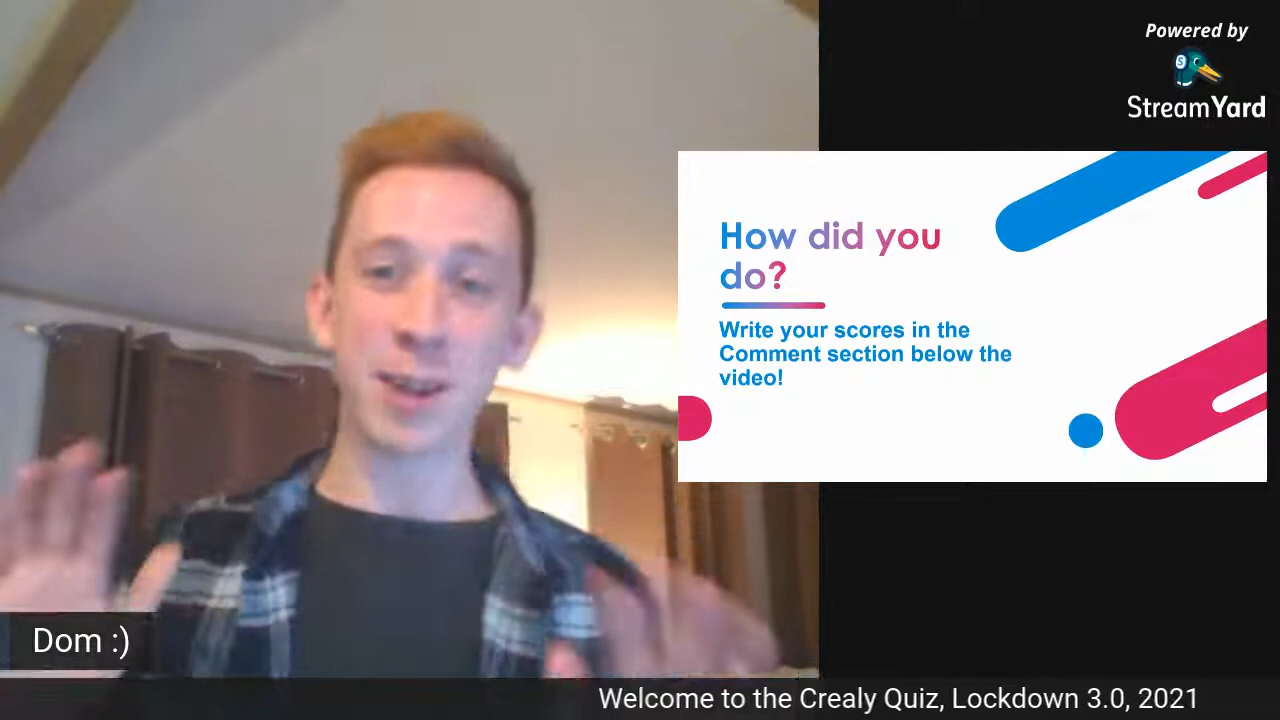 Powered by
StreamYard
How did you
do?
Write your scores in the
Comment section below the
video!
Dom :)
Welcome to the Crealy Quiz, Lockdown 3.0, 2021